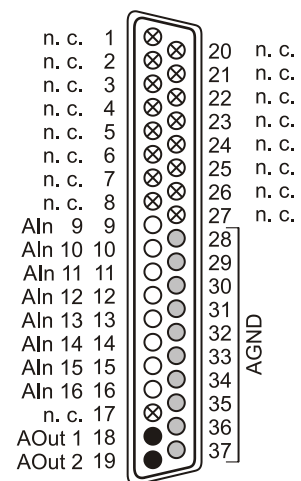 n. c. 1
20 n. c.
n. c. 2
21 n. c.
n. c. 3
22 n. c.
n. c. 4
23 n. c.
n. c. 5
24 n. c.
n. c. 6
25 n. c.
n. c. 7
26 n. c.
n. c. 8
27 n. c.
AIn 9 9
28
AIn 10 10
29
AIn 11 11
30
AIn 12 12
31
AIn 13 13
32
AIn 14 14
33
AIn 15 15
34
AIn 16 16
35
n. c. 17
36
AOut 1 18
37
AOut 2 19
AGND